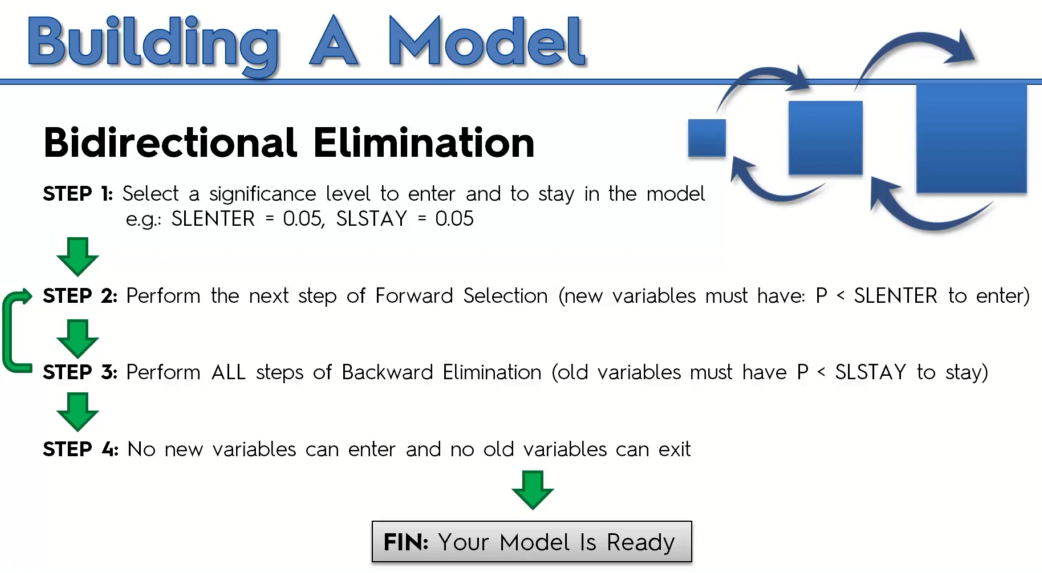 Building A Model
Bidirectional Elimination
STEP 1: Select a significance level to enter and to stay in the model
e.g.: SLENTER = 0.05, SLSTAY = 0.05
STEP 2: Perform the next step of Forward Selection (new variables must have: P < SLENTER to enter)
STEP 3: Perform ALL steps of Backward Elimination (old variables must have P < SLSTAY to stay)
STEP 4: No new variables can enter and no old variables can exit
FIN: Your Model Is Ready